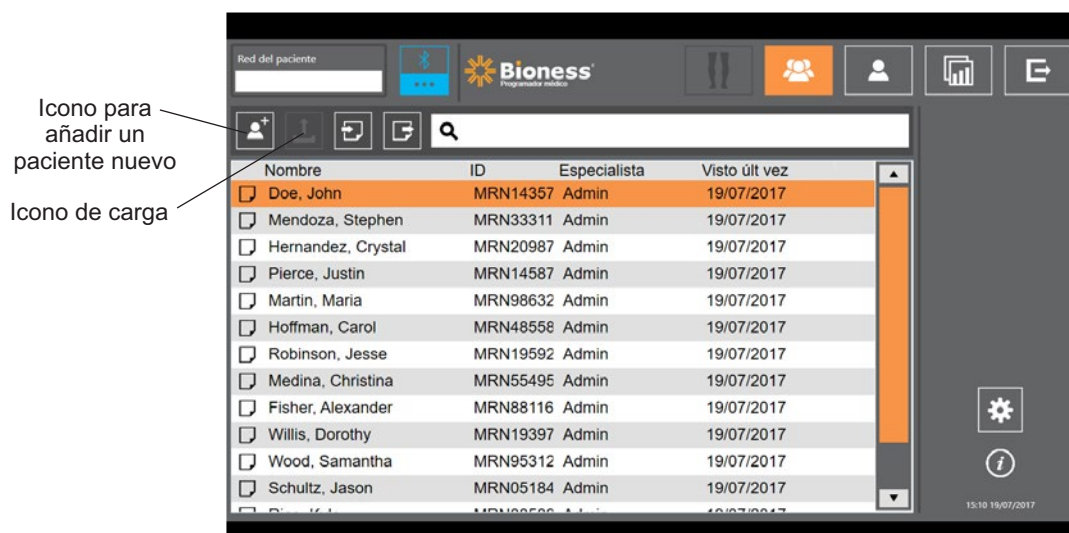 Icono para
añadir un
paciente nuevo
Icono de carga
Red del paciente
Bioness
Programador médico
Nombre ID Especialista Visto últ vez
Doe, John MRN14357 Admin 19/07/2017
Mendoza, Stephen MRN33311 Admin 19/07/2017
Hernandez, Crystal MRN20987 Admin 19/07/2017
Pierce, Justin MRN14587 Admin 19/07/2017
Martin, Maria MRN98632 Admin 19/07/2017
Hoffman, Carol MRN48558 Admin 19/07/2017
Robinson, Jesse MRN19592 Admin 19/07/2017
Medina, Christina MRN55495 Admin 19/07/2017
Fisher, Alexander MRN88116 Admin 19/07/2017
Willis, Dorothy MRN19397 Admin 19/07/2017
Wood, Samantha MRN95312 Admin 19/07/2017
Schultz, Jason MRN05184 Admin 19/07/2017
15:10 19/07/2017